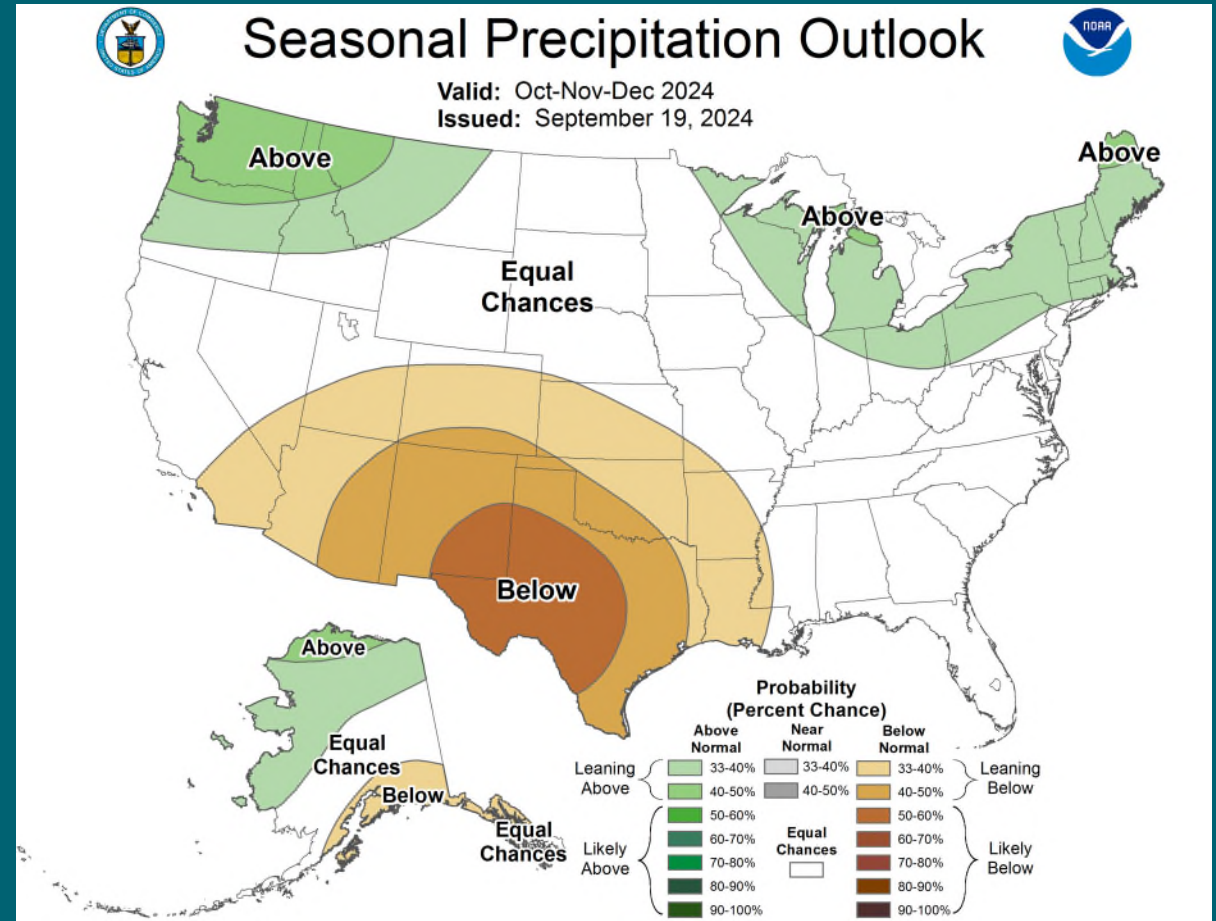 Seasonal Precipitation Outlook
NOAA
Valid: Oct-Nov-Dec 2024
Issued: September 19, 2024
Above
Above
Above
Equal
Chances
Below
Above
Equal
Chances
Below
Equal
Chances
Probability
(Percent Chance)
Above
Normal
Near
Normal
Below
Normal
Leaning
Above
33-40%
33-40%
33-40%
Leaning
Below
40-50%
40-50%
40-50%
Likely
Above
50-60%
60-70%
70-80%
80-90%
90-100%
Equal
Chances
50-60%
60-70%
70-80%
80-90%
90-100%
Likely
Below